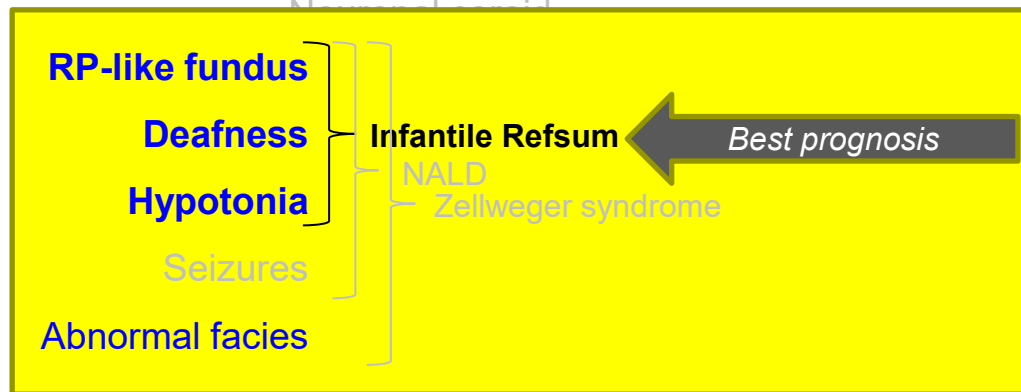 RP-like fundus
Deafness
Infantile Refsum
Best prognosis
NALD
Hypotonia
Zellweger syndrome
Seizures
Abnormal facies